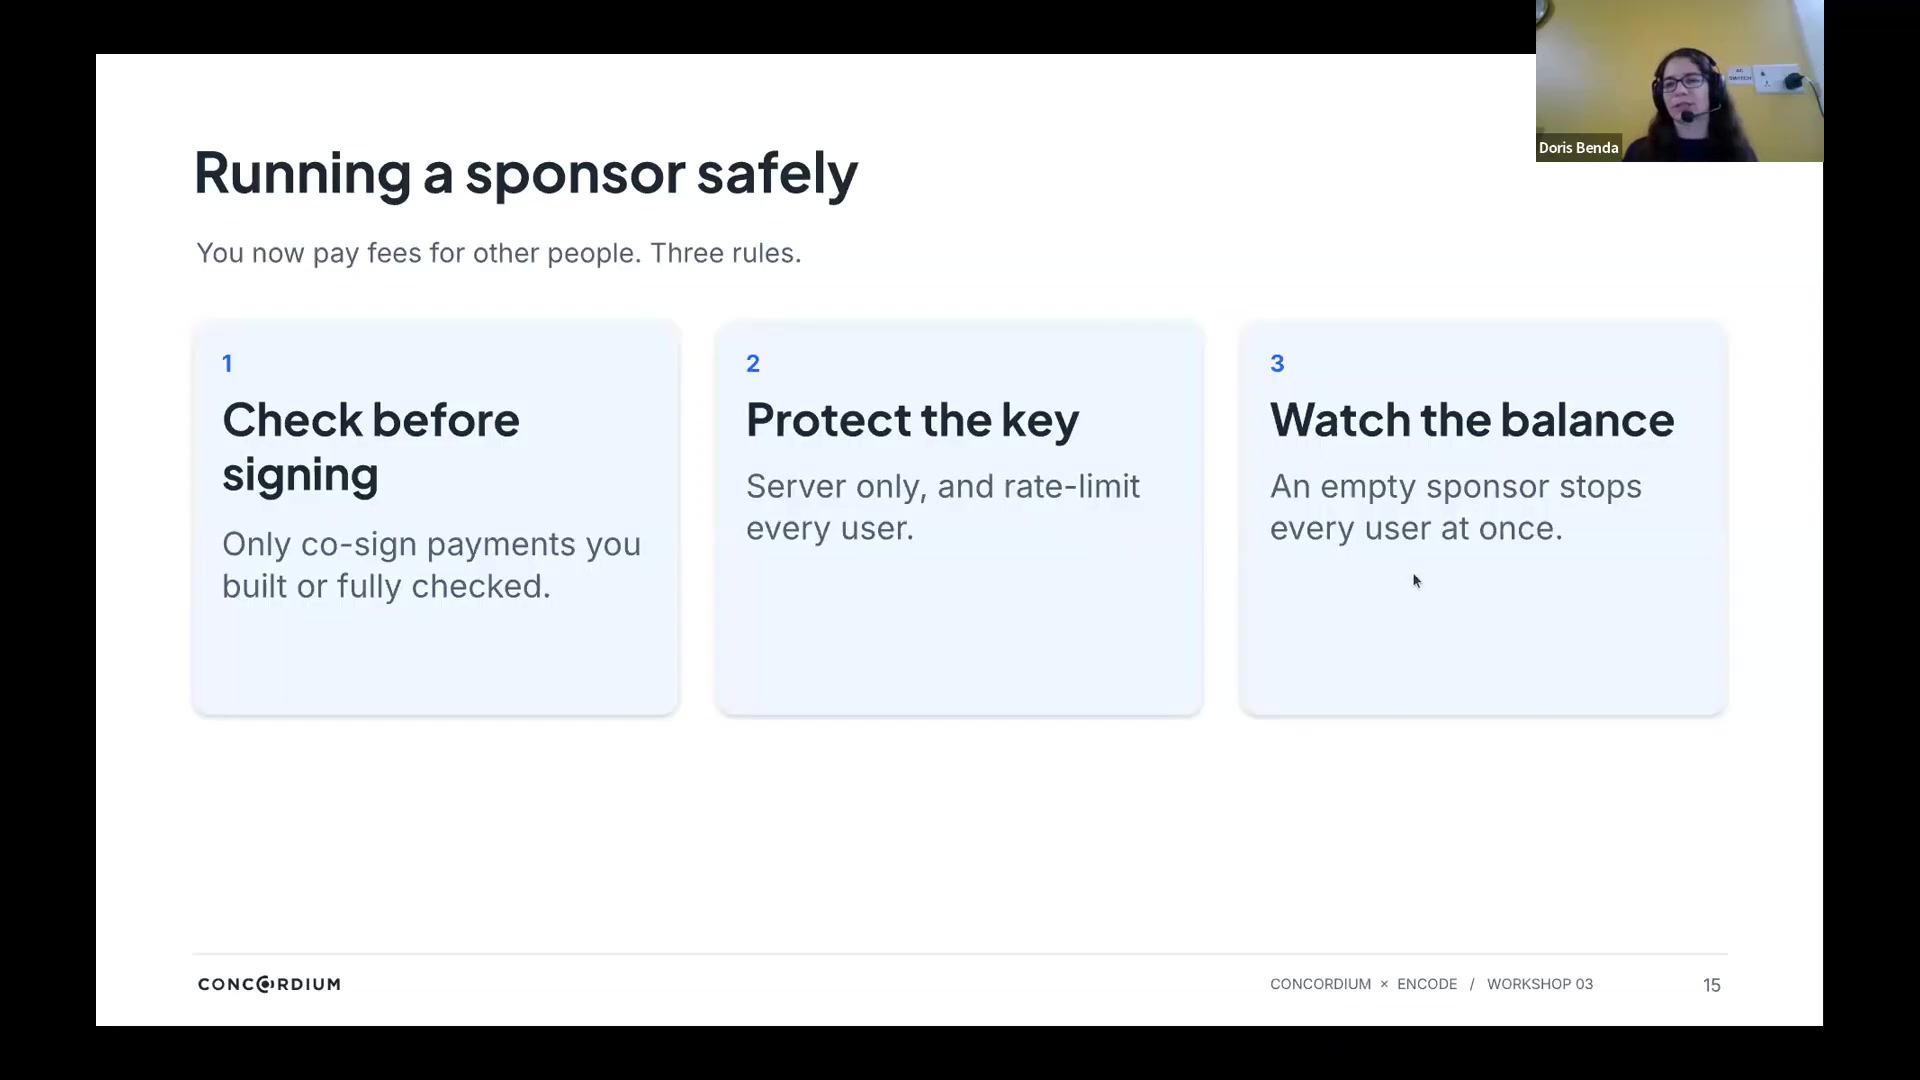 Running a sponsor safely
You now pay fees for other people. Three rules.
1
Check before
signing
Only co-sign payments you
built or fully checked.
2
Protect the key
Server only, and rate-limit
every user.
3
Watch the balance
An empty sponsor stops
every user at once.
CONCORDIUM
CONCORDIUM × ENCODE / WORKSHOP 03
15
AC
SWITCH
Doris Benda